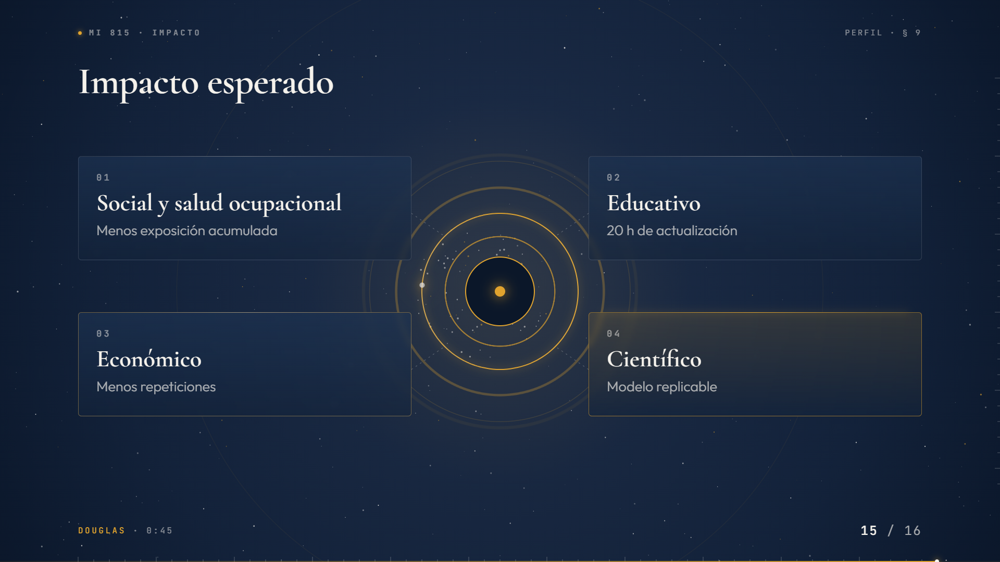 MI 815 · IMPACTO
PERFIL · § 9
Impacto esperado
01
Social y salud ocupacional
Menos exposición acumulada
02
Educativo
20 h de actualización
03
Económico
Menos repeticiones
04
Científico
Modelo replicable
DOUGLAS · 0:45
15 / 16